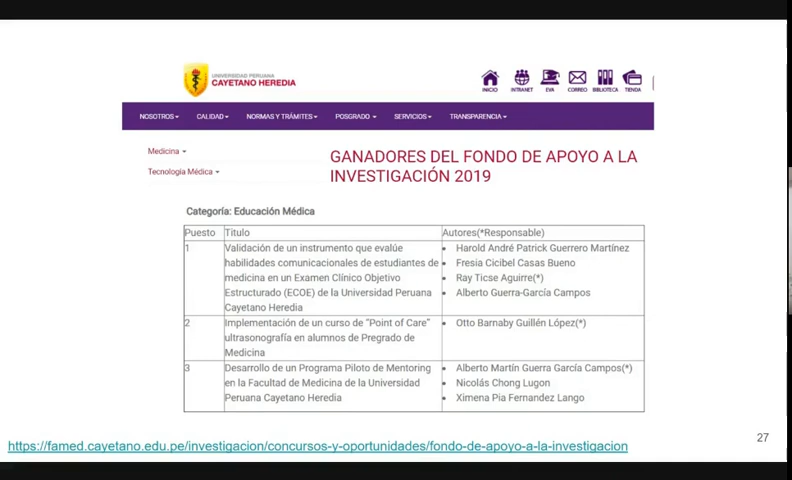 UNIVERSIDAD PERUANA
CAYETANO HEREDIA
INICIO INTRANET EVA CORREO BIBLIOTECA TIENDA
NOSOTROS CALIDAD NORMAS Y TRÁMITES POSGRADO SERVICIOS TRANSPARENCIA
Medicina
Tecnología Médica
GANADORES DEL FONDO DE APOYO A LA
INVESTIGACIÓN 2019
Categoría: Educación Médica
Puesto Título Autores(*Responsable)
1 Validación de un instrumento que evalúe
habilidades comunicacionales de estudiantes de
medicina en un Examen Clínico Objetivo
Estructurado (ECOE) de la Universidad Peruana
Cayetano Heredia
• Harold André Patrick Guerrero Martínez
• Fresia Cicibel Casas Bueno
• Ray Ticse Aguirre(*)
• Alberto Guerra-García Campos
2 Implementación de un curso de “Point of Care”
ultrasonografía en alumnos de Pregrado de
Medicina
• Otto Barnaby Guillén López(*)
3 Desarrollo de un Programa Piloto de Mentoring
en la Facultad de Medicina de la Universidad
Peruana Cayetano Heredia
• Alberto Martín Guerra García Campos(*)
• Nicolás Chong Lugon
• Ximena Pia Fernandez Lango
27
https://famed.cayetano.edu.pe/investigacion/concursos-y-oportunidades/fondo-de-apoyo-a-la-investigacion